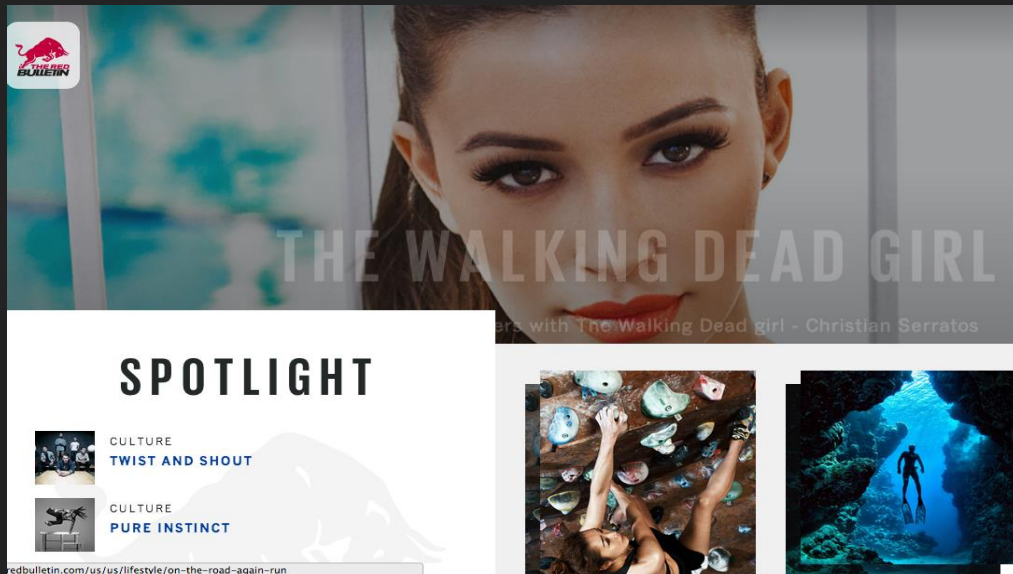 THE RED
BULLETIN
THE WALKING DEAD GIRL
with The Walking Dead girl - Christian Serratos
SPOTLIGHT
CULTURE
TWIST AND SHOUT
CULTURE
PURE INSTINCT
redbulletin.com/us/us/lifestyle/on-the-road-again-run